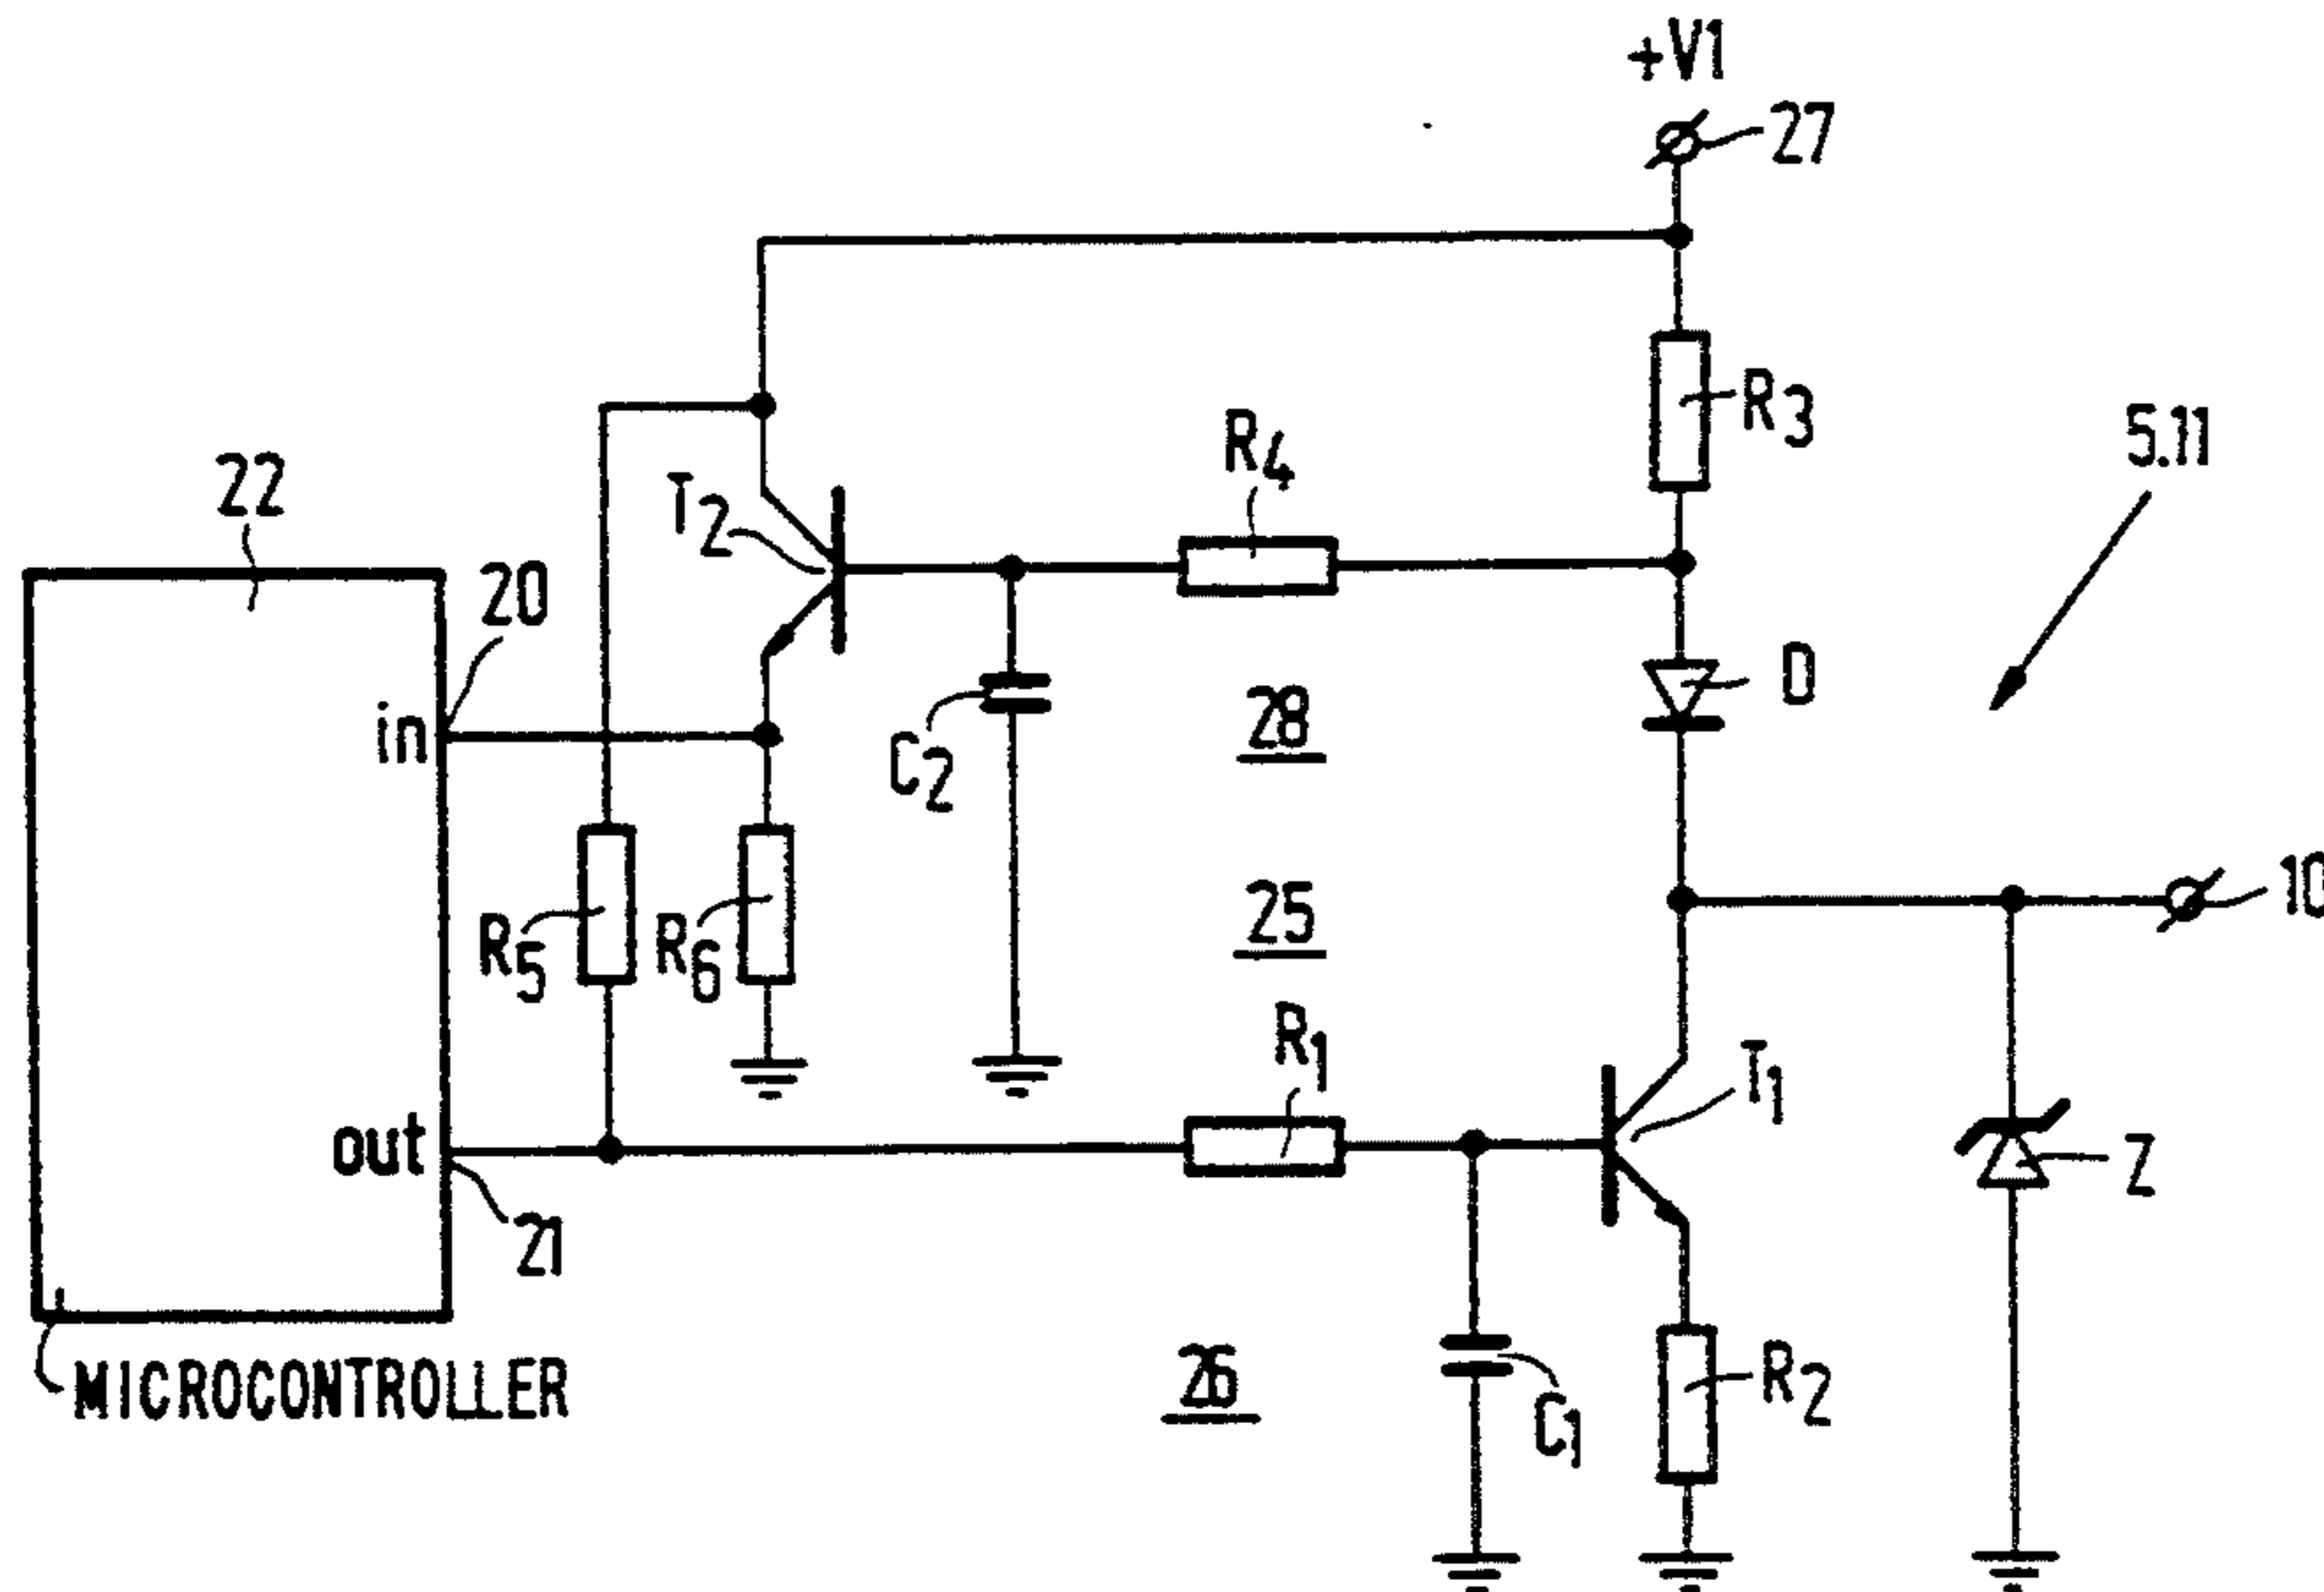 +V1
27
R3
S.11
R4
22
T2
20
D
in
28
C2
10
25
R5
R6
R1
T1
out
Z
21
26
R2
MICROCONTROLLER
C1